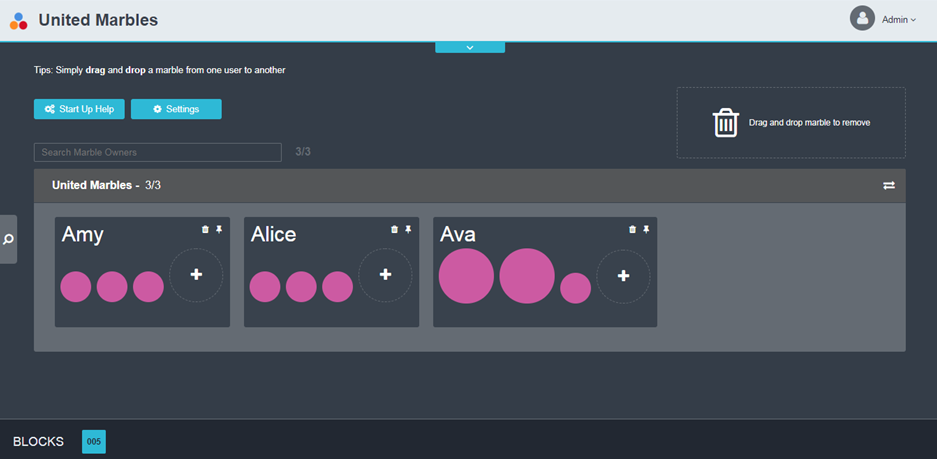 United Marbles
Admin
Tips: Simply drag and drop a marble from one user to another
Start Up Help
Settings
Drag and drop marble to remove
Search Marble Owners
3/3
United Marbles - 3/3
Amy
Alice
Ava
BLOCKS
005